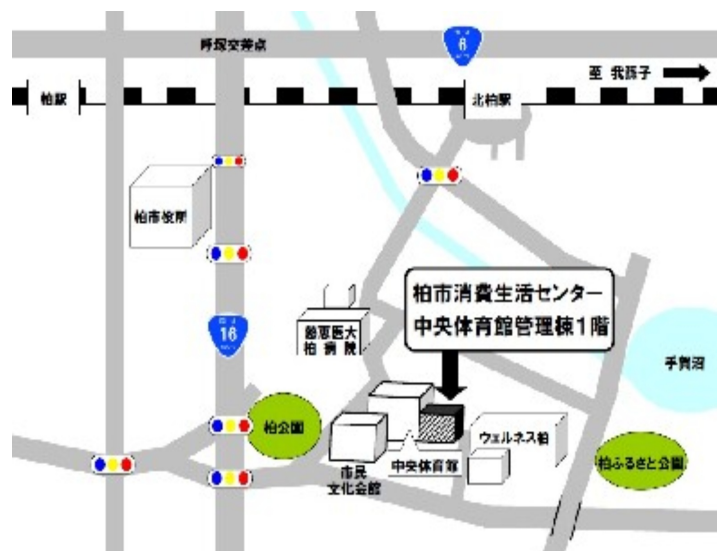 呼塚交差点
6
至 我孫子
柏駅
北柏駅
柏市役所
柏市消費生活センター
中央体育館管理棟1階
16
慈恵医大
柏病院
手賀沼
柏公園
ウェルネス柏
市民
文化会館
中央体育館
柏ふるさと公園